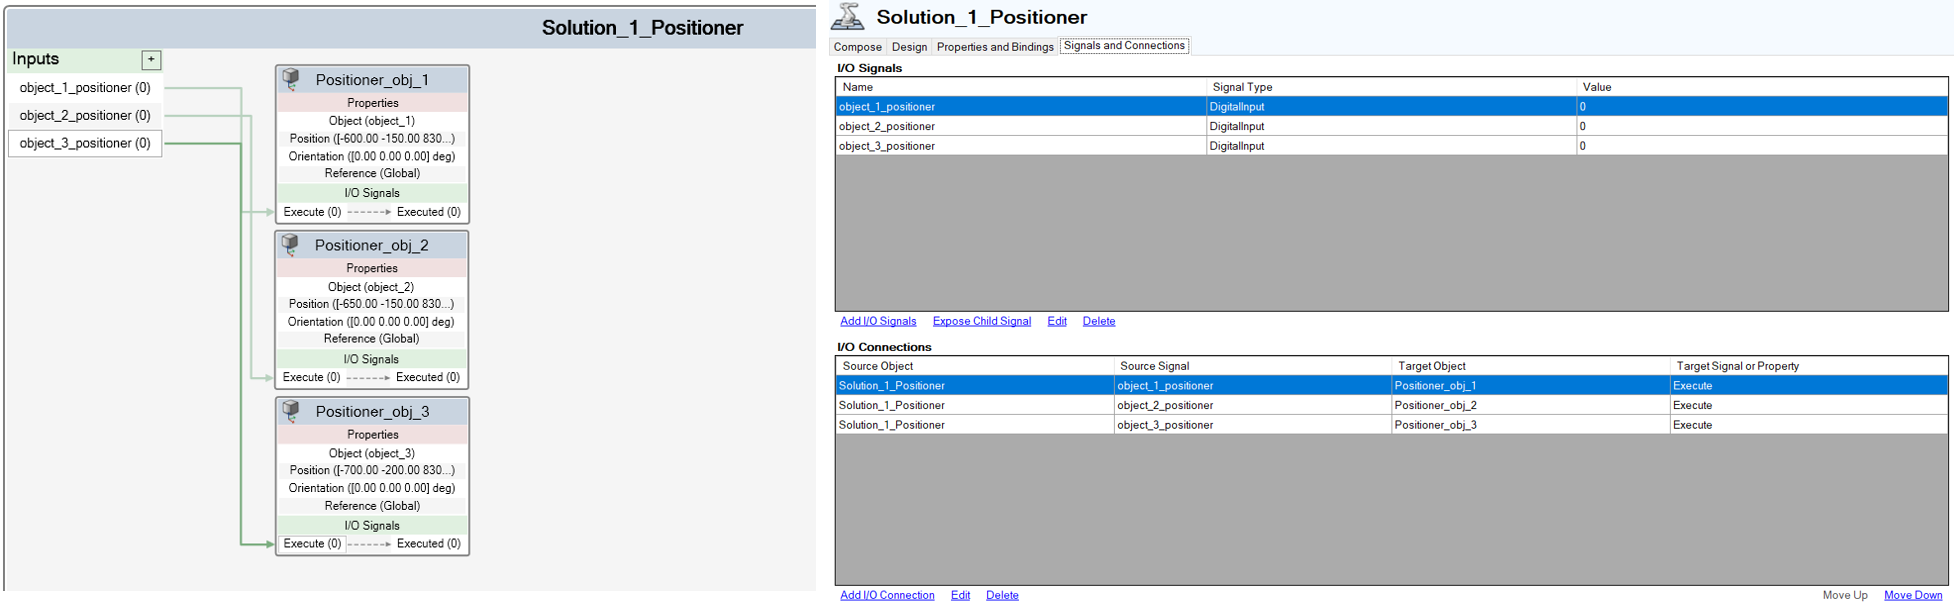 Solution_1_Positioner
Inputs +
object_1_positioner (0)
object_2_positioner (0)
object_3_positioner (0)
Positioner_obj_1
Properties
Object (object_1)
Position ([-600.00 -150.00 830...)
Orientation ([0.00 0.00 0.00] deg)
Reference (Global)
I/O Signals
Execute (0) Executed (0)
Positioner_obj_2
Properties
Object (object_2)
Position ([-650.00 -150.00 830...)
Orientation ([0.00 0.00 0.00] deg)
Reference (Global)
I/O Signals
Execute (0) Executed (0)
Positioner_obj_3
Properties
Object (object_3)
Position ([-700.00 -200.00 830...)
Orientation ([0.00 0.00 0.00] deg)
Reference (Global)
I/O Signals
Execute (0) Executed (0)
Solution_1_Positioner
Compose Design Properties and Bindings Signals and Connections
I/O Signals
Name Signal Type Value
object_1_positioner DigitalInput 0
object_2_positioner DigitalInput 0
object_3_positioner DigitalInput 0
Add I/O Signals Expose Child Signal Edit Delete
I/O Connections
Source Object Source Signal Target Object Target Signal or Property
Solution_1_Positioner object_1_positioner Positioner_obj_1 Execute
Solution_1_Positioner object_2_positioner Positioner_obj_2 Execute
Solution_1_Positioner object_3_positioner Positioner_obj_3 Execute
Add I/O Connection Edit Delete Move Up Move Down